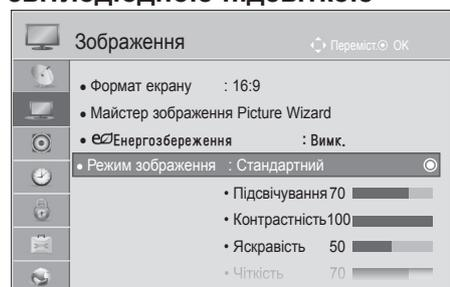 Зображення
Переміст. OK
• Формат екрану : 16:9
• Майстер зображення Picture Wizard
• Енергозбереження : Вимк.
• Режим зображення : Стандартний
• Підсвічування 70
• Контрастність 100
• Яскравість 50
• Чіткість 70